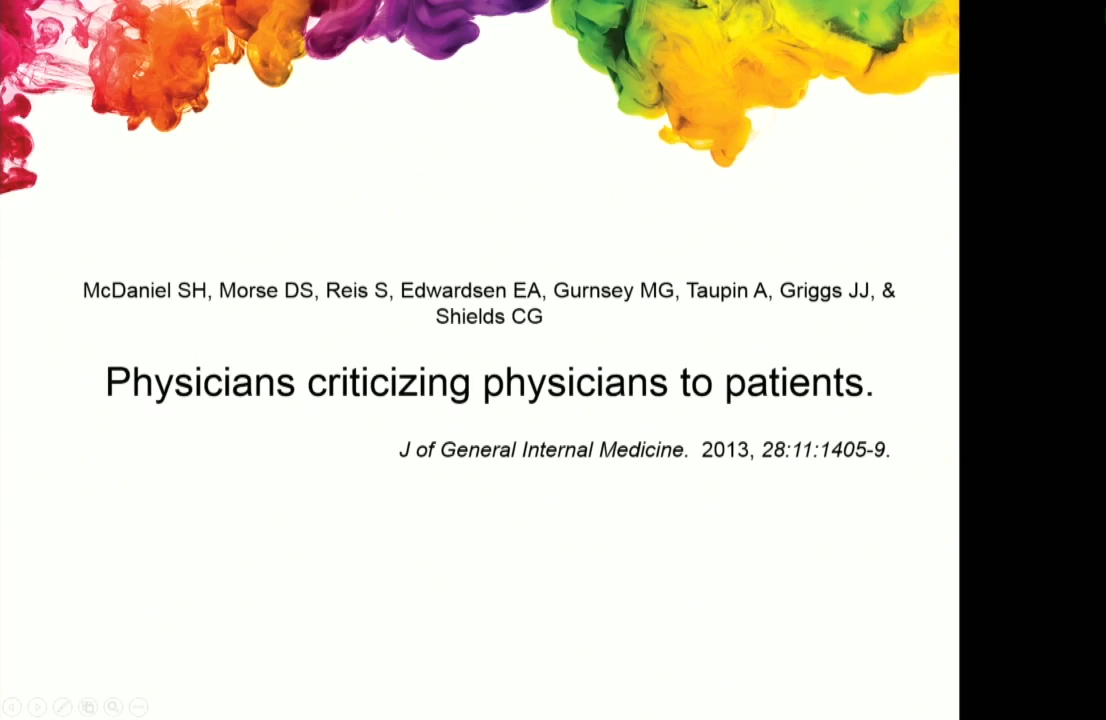 McDaniel SH, Morse DS, Reis S, Edwardsen EA, Gurnsey MG, Taupin A, Griggs JJ, &
Shields CG
Physicians criticizing physicians to patients.
J of General Internal Medicine.  2013, 28:11:1405-9.